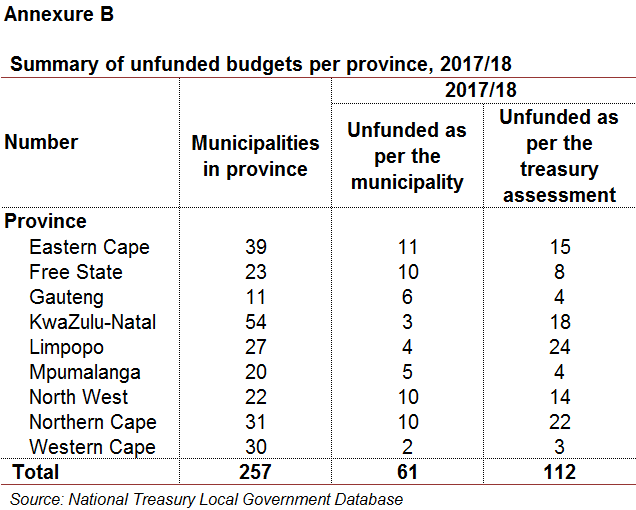 Annexure B
Summary of unfunded budgets per province, 2017/18
2017/18
Number Municipalities in province Unfunded as per the municipality Unfunded as per the treasury assessment
Province
Eastern Cape 39 11 15
Free State 23 10 8
Gauteng 11 6 4
KwaZulu-Natal 54 3 18
Limpopo 27 4 24
Mpumalanga 20 5 4
North West 22 10 14
Northern Cape 31 10 22
Western Cape 30 2 3
Total 257 61 112
Source: National Treasury Local Government Database